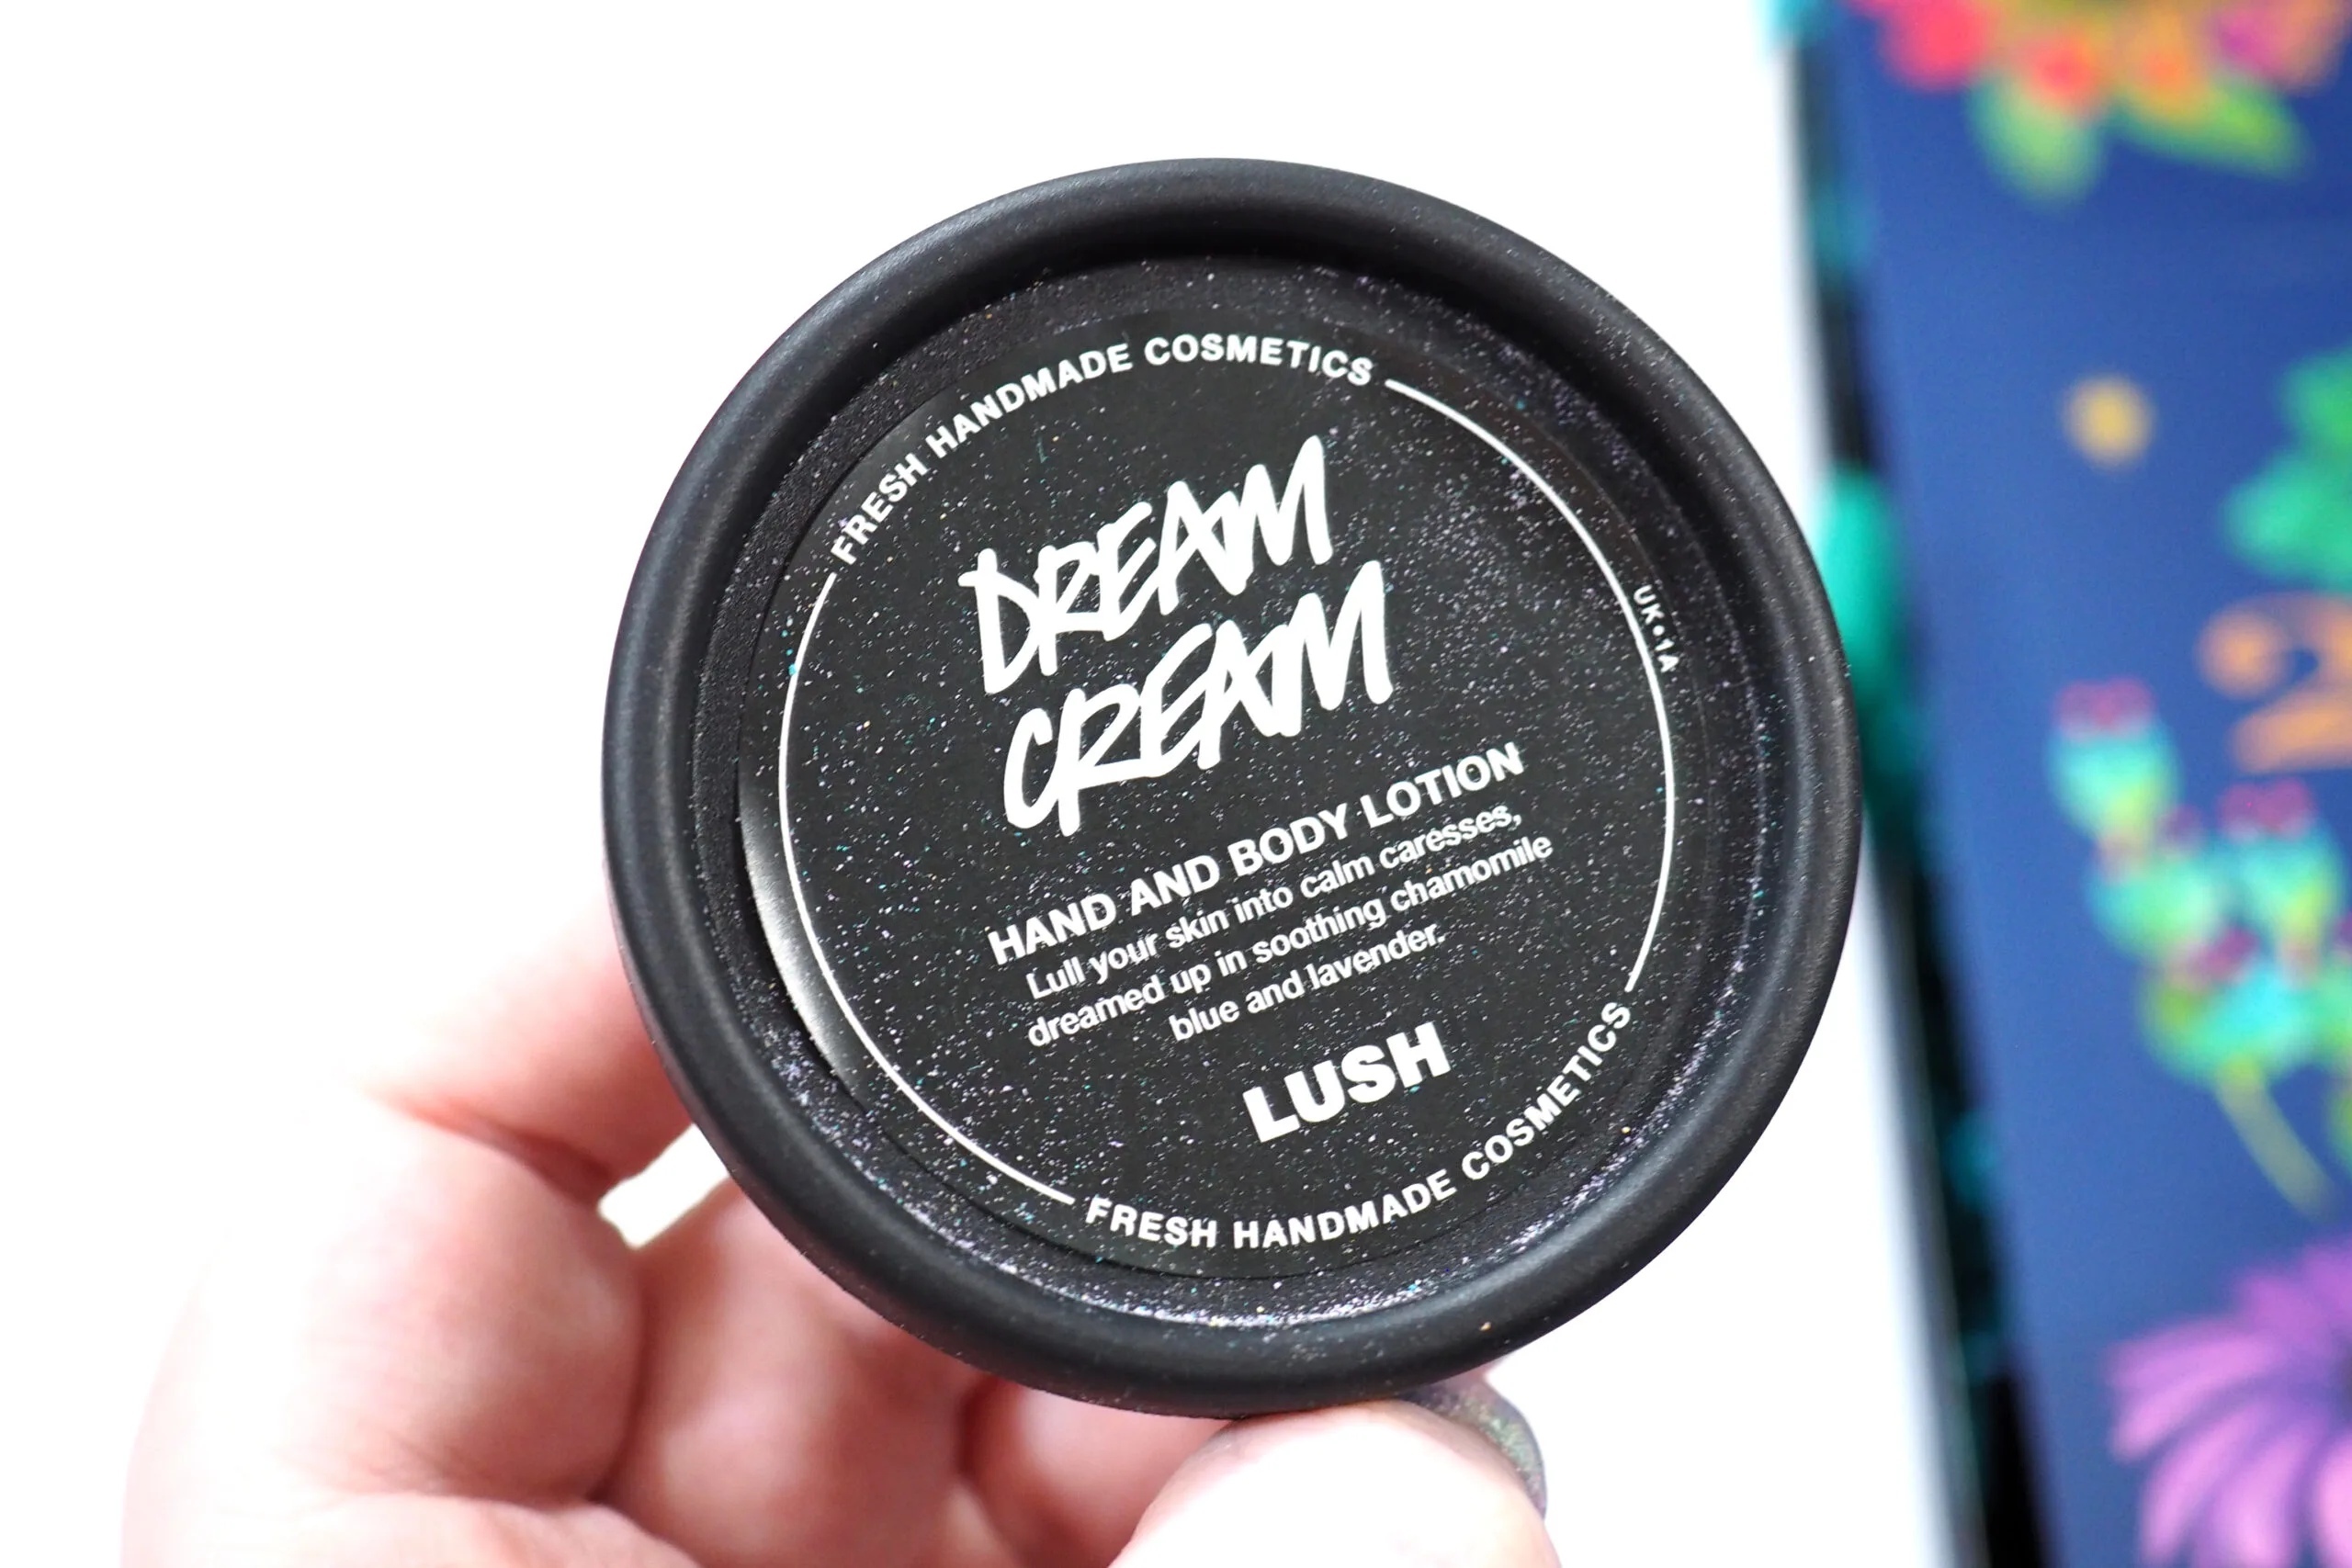 FRESH HANDMADE COSMETICS
DREAM
CREAM
HAND AND BODY LOTION
Lull your skin into calm caresses,
dreamed up in soothing chamomile
blue and lavender.
LUSH
FRESH HANDMADE COSMETICS
UK•1A
2